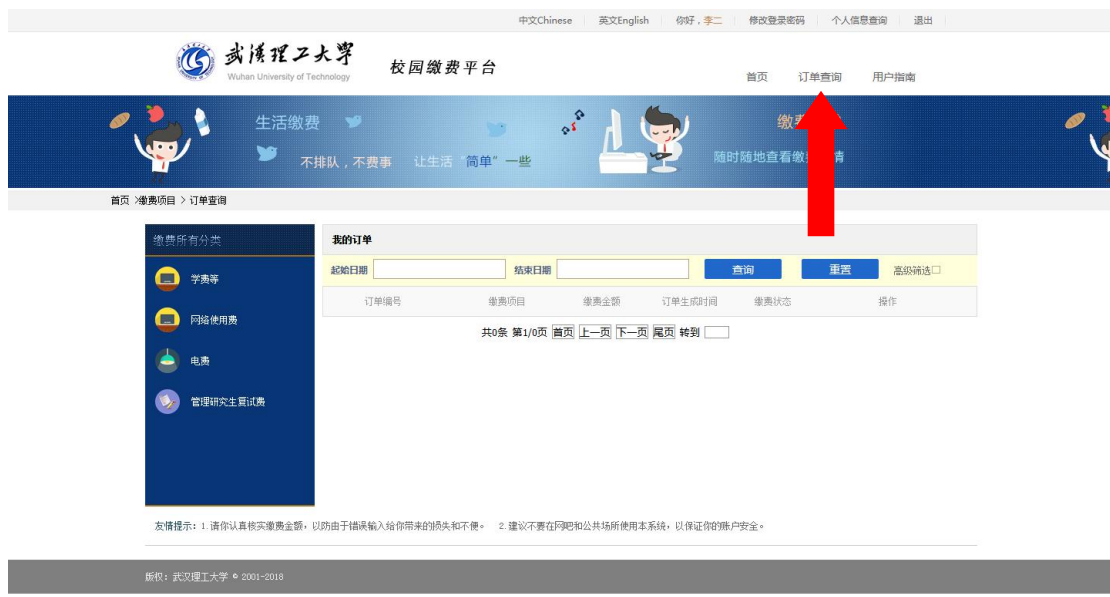 中文Chinese 英文English 你好，李二 修改登录密码 个人信息查询 退出
武汉理工大学
Wuhan University of Technology
校园缴费平台
首页 订单查询 用户指南
生活缴费
不排队，不费事 让生活“简单”一些
缴费
随时随地查看缴 情
首页 >缴费项目 > 订单查询
缴费所有分类
学费等
网络使用费
电费
管理研究生复试费
我的订单
起始日期 结束日期 查询 重置 高级筛选
订单编号 缴费项目 缴费金额 订单生成时间 缴费状态 操作
共0条 第1/0页 首页 上一页 下一页 尾页 转到
友情提示：1.请你认真核实缴费金额，以防由于错误输入给你带来的损失和不便。 2.建议不要在网吧和公共场所使用本系统，以保证你的账户安全。
版权：武汉理工大学 © 2001-2018